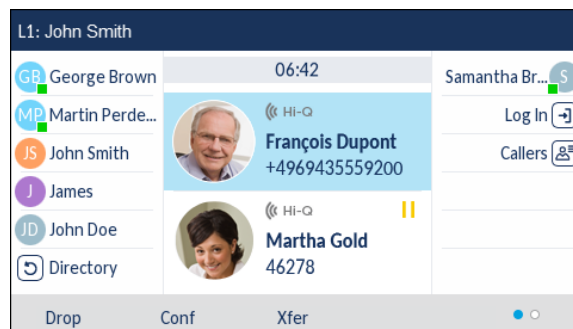 L1: John Smith
GB George Brown
MP Martin Perde...
JS John Smith
J James
JD John Doe
Directory
06:42
Hi-Q
François Dupont
+4969435559200
Hi-Q
Martha Gold
46278
Samantha Br... S
Log In
Callers
Drop Conf Xfer